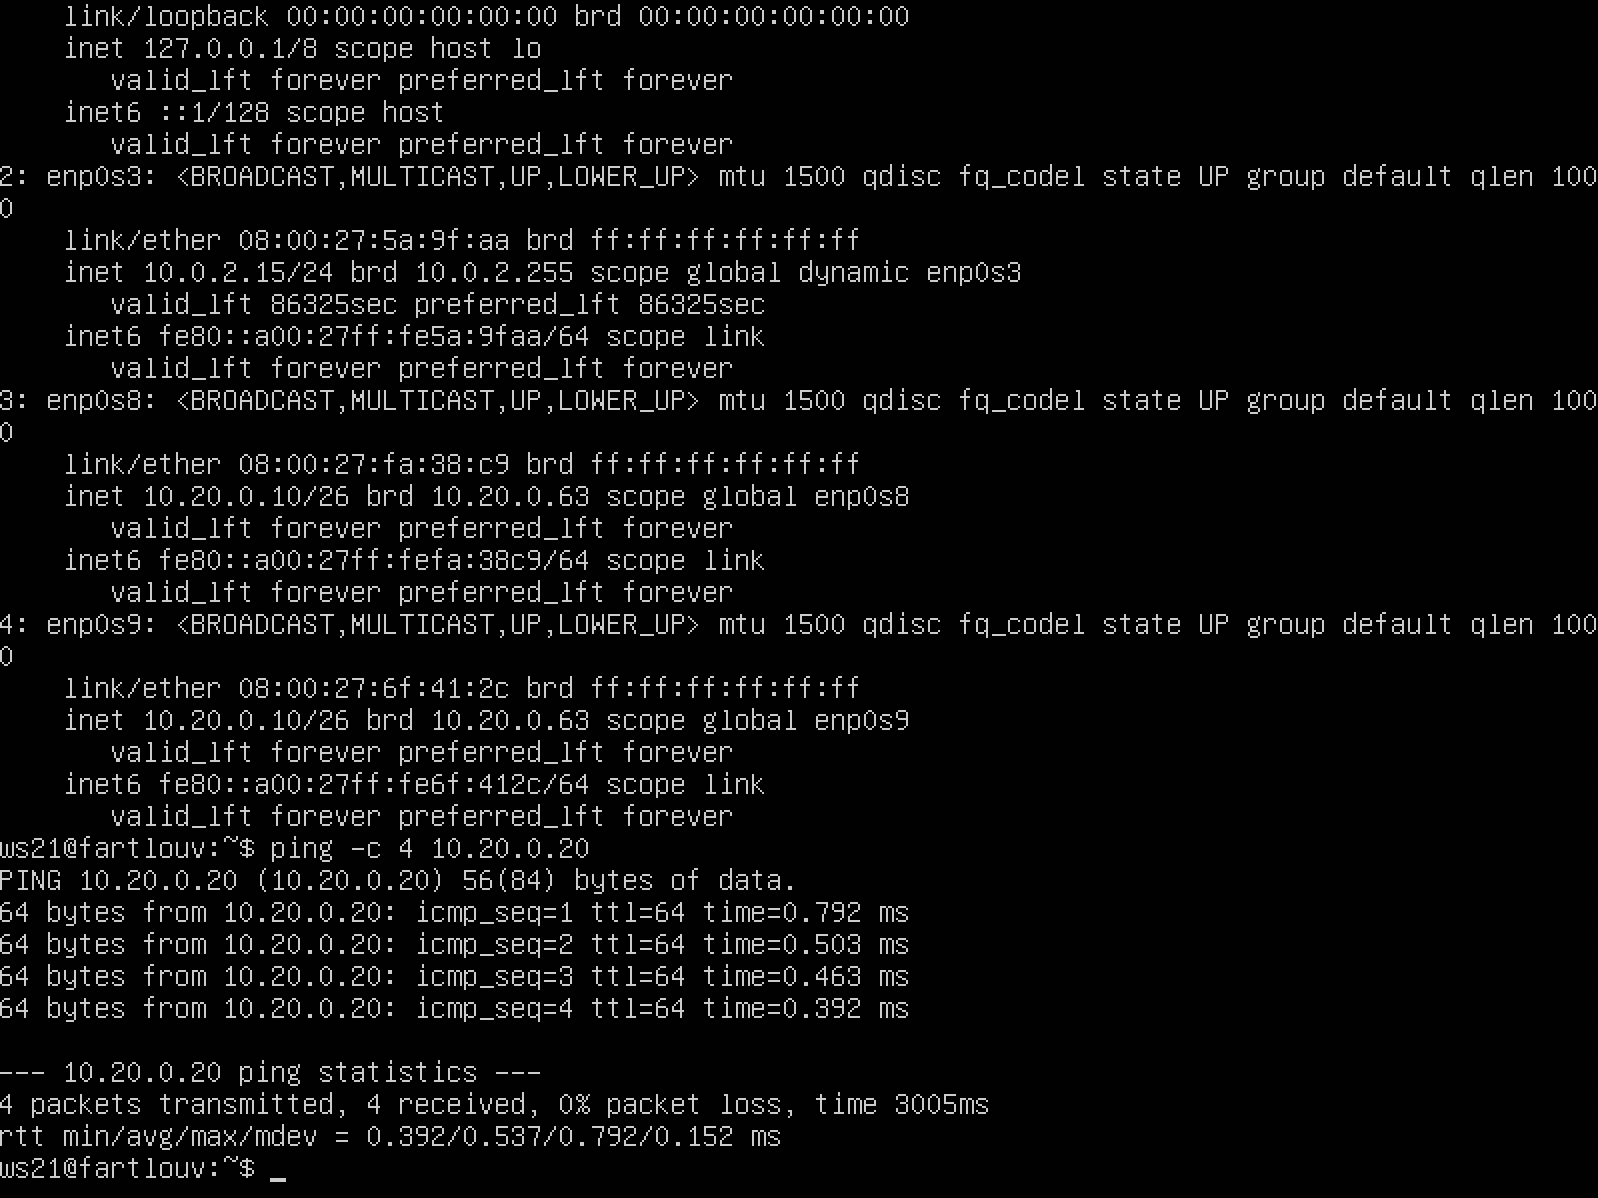 link/loopback 00:00:00:00:00:00 brd 00:00:00:00:00:00
    inet 127.0.0.1/8 scope host lo
       valid_lft forever preferred_lft forever
    inet6 ::1/128 scope host
       valid_lft forever preferred_lft forever
2: enp0s3: <BROADCAST,MULTICAST,UP,LOWER_UP> mtu 1500 qdisc fq_codel state UP group default qlen 100
0
    link/ether 08:00:27:5a:9f:aa brd ff:ff:ff:ff:ff:ff
    inet 10.0.2.15/24 brd 10.0.2.255 scope global dynamic enp0s3
       valid_lft 86325sec preferred_lft 86325sec
    inet6 fe80::a00:27ff:fe5a:9faa/64 scope link
       valid_lft forever preferred_lft forever
3: enp0s8: <BROADCAST,MULTICAST,UP,LOWER_UP> mtu 1500 qdisc fq_codel state UP group default qlen 100
0
    link/ether 08:00:27:fa:38:c9 brd ff:ff:ff:ff:ff:ff
    inet 10.20.0.10/26 brd 10.20.0.63 scope global enp0s8
       valid_lft forever preferred_lft forever
    inet6 fe80::a00:27ff:fefa:38c9/64 scope link
       valid_lft forever preferred_lft forever
4: enp0s9: <BROADCAST,MULTICAST,UP,LOWER_UP> mtu 1500 qdisc fq_codel state UP group default qlen 100
0
    link/ether 08:00:27:6f:41:2c brd ff:ff:ff:ff:ff:ff
    inet 10.20.0.10/26 brd 10.20.0.63 scope global enp0s9
       valid_lft forever preferred_lft forever
    inet6 fe80::a00:27ff:fe6f:412c/64 scope link
       valid_lft forever preferred_lft forever
ws21@fartlouv:~$ ping -c 4 10.20.0.20
PING 10.20.0.20 (10.20.0.20) 56(84) bytes of data.
64 bytes from 10.20.0.20: icmp_seq=1 ttl=64 time=0.792 ms
64 bytes from 10.20.0.20: icmp_seq=2 ttl=64 time=0.503 ms
64 bytes from 10.20.0.20: icmp_seq=3 ttl=64 time=0.463 ms
64 bytes from 10.20.0.20: icmp_seq=4 ttl=64 time=0.392 ms

--- 10.20.0.20 ping statistics ---
4 packets transmitted, 4 received, 0% packet loss, time 3005ms
rtt min/avg/max/mdev = 0.392/0.537/0.792/0.152 ms
ws21@fartlouv:~$ _